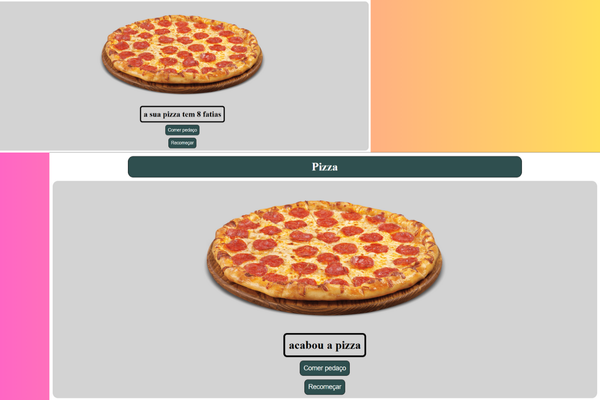 a sua pizza tem 8 fatias
Comer pedaço
Recomeçar
Pizza
acabou a pizza
Comer pedaço
Recomeçar